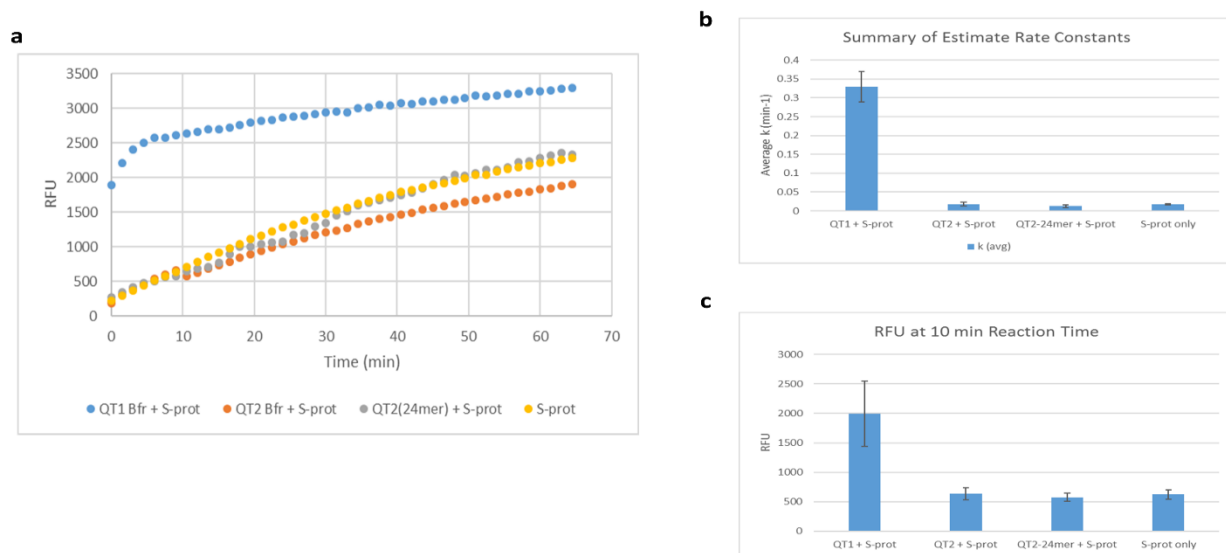 a
3500
3000
2500
2000
1500
1000
500
0
RFU
0 10 20 30 40 50 60 70
Time (min)
QT1 Bfr + S-prot QT2 Bfr + S-prot QT2(24mer) + S-prot S-prot
b
Summary of Estimate Rate Constants
0.4
0.35
0.3
0.25
0.2
0.15
0.1
0.05
0
Average k (min-1)
QT1 + S-prot QT2 + S-prot QT2-24mer + S-prot S-prot only
k (avg)
c
RFU at 10 min Reaction Time
3000
2500
2000
1500
1000
500
0
RFU
QT1 + S-prot QT2 + S-prot QT2-24mer + S-prot S-prot only